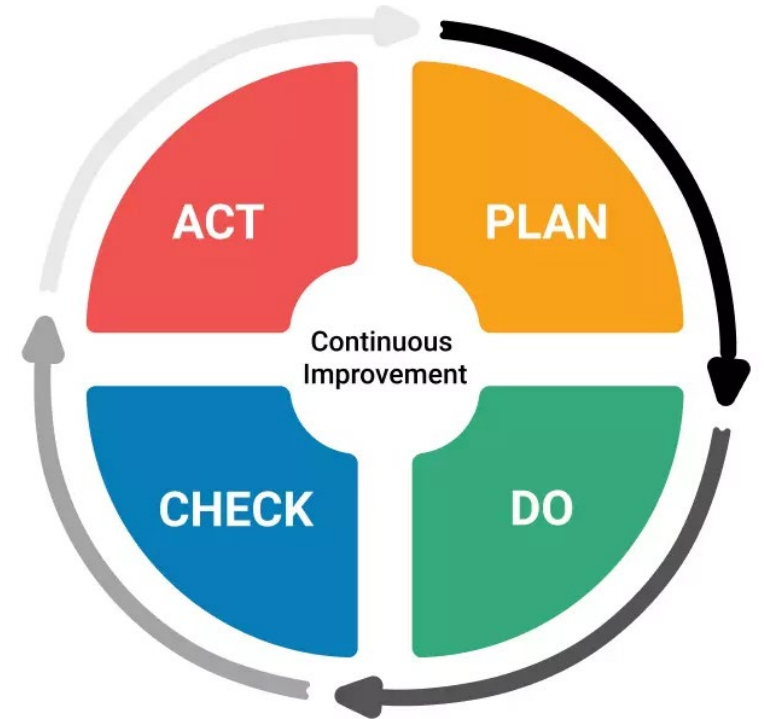 ACT
PLAN
Continuous
Improvement
CHECK
DO